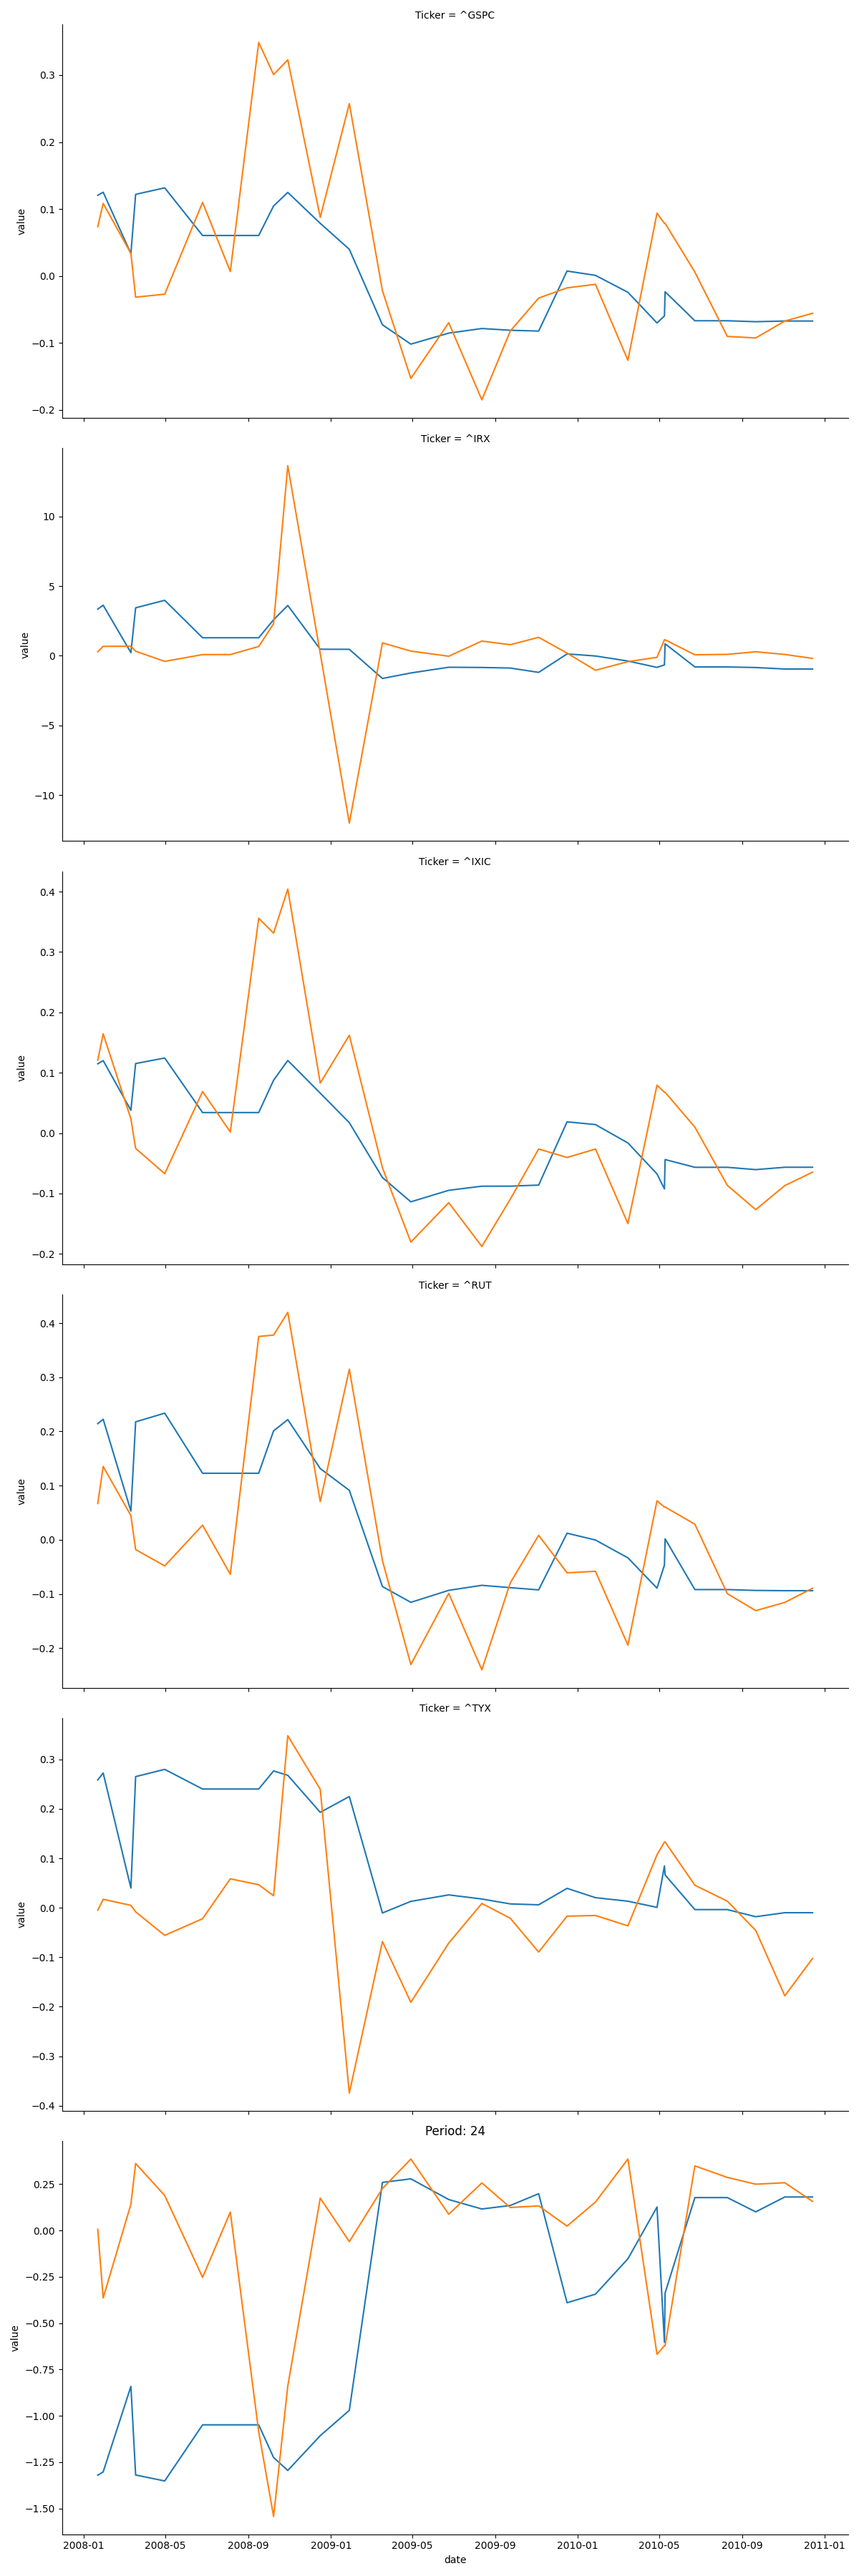 Ticker = ^GSPC
0.3
0.2
0.1
0.0
−0.1
−0.2
value
Ticker = ^IRX
10
5
0
−5
−10
value
Ticker = ^IXIC
0.4
0.3
0.2
0.1
0.0
−0.1
−0.2
value
Ticker = ^RUT
0.4
0.3
0.2
0.1
0.0
−0.1
−0.2
value
Ticker = ^TYX
0.3
0.2
0.1
0.0
−0.1
−0.2
−0.3
−0.4
value
Period: 24
0.25
0.00
−0.25
−0.50
−0.75
−1.00
−1.25
−1.50
value
2008-01 2008-05 2008-09 2009-01 2009-05 2009-09 2010-01 2010-05 2010-09 2011-01
date